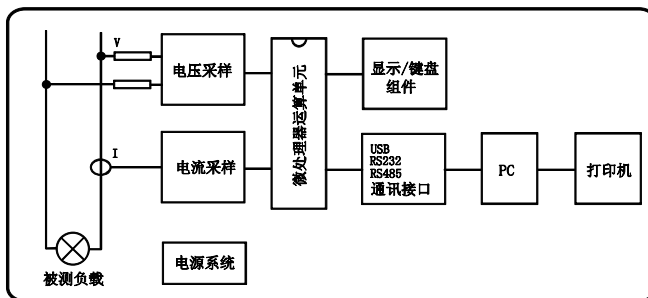 V
电压采样
I
电流采样
微处理器运算单元
显示/键盘
组件
USB
RS232
RS485
通讯接口
PC
打印机
被测负载
电源系统